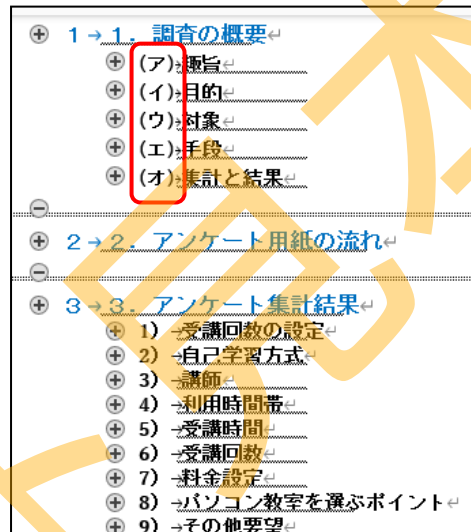 1→1．調査の概要↵
(ア)→趣旨↵
(イ)→目的↵
(ウ)→対象↵
(エ)→手段↵
(オ)→集計と結果↵
2→2．アンケート用紙の流れ↵
3→3．アンケート集計結果↵
1)→受講回数の設定↵
2)→自己学習方式↵
3)→講師↵
4)→利用時間帯↵
5)→受講時間↵
6)→受講回数↵
7)→料金設定↵
8)→パソコン教室を選ぶポイント↵
9)→その他要望↵